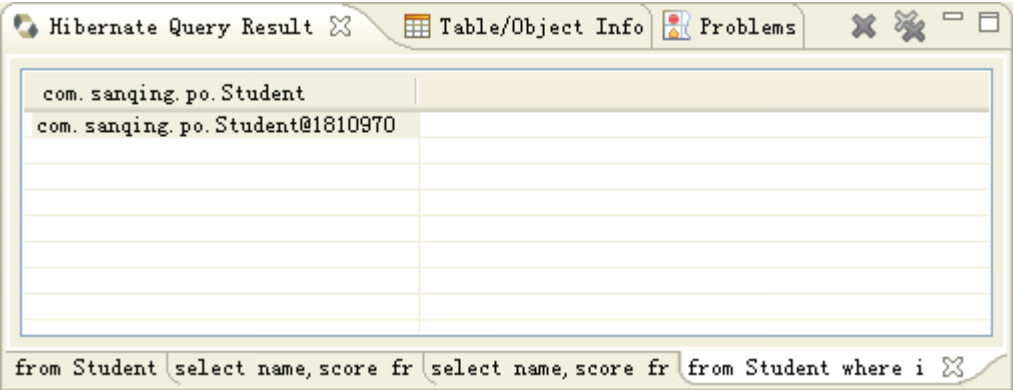 Hibernate Query Result Table/Object Info Problems
com.sanqing.po.Student
com.sanqing.po.Student@1810970
from Student select name,score fr select name,score fr from Student where i